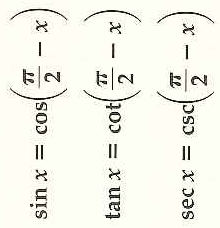 sin x = cos(π/2 − x)
tan x = cot(π/2 − x)
sec x = csc(π/2 − x)